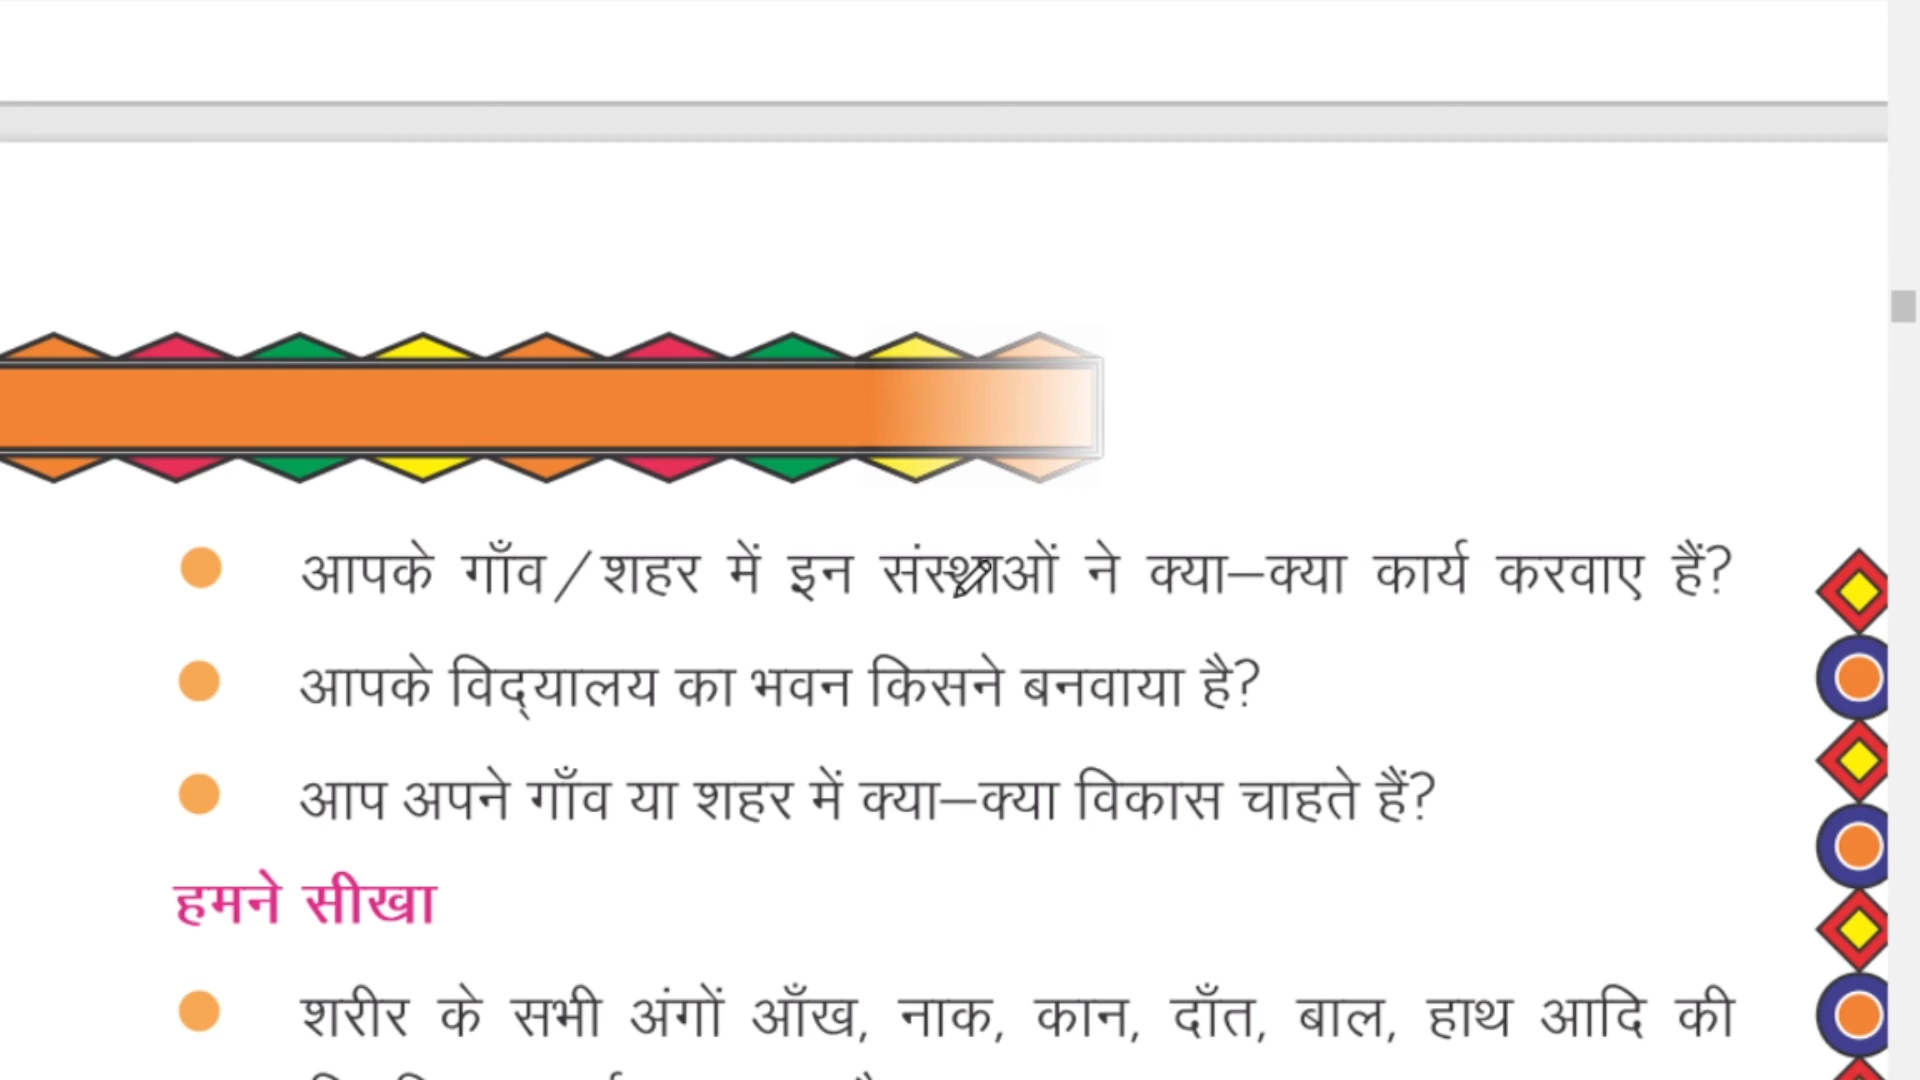 आपके गाँव/शहर में इन संस्थाओं ने क्या–क्या कार्य करवाए हैं?
आपके विद्‌यालय का भवन किसने बनवाया है?
आप अपने गाँव या शहर में क्या–क्या विकास चाहते हैं?
हमने सीखा
शरीर के सभी अंगों आँख, नाक, कान, दाँत, बाल, हाथ आदि की